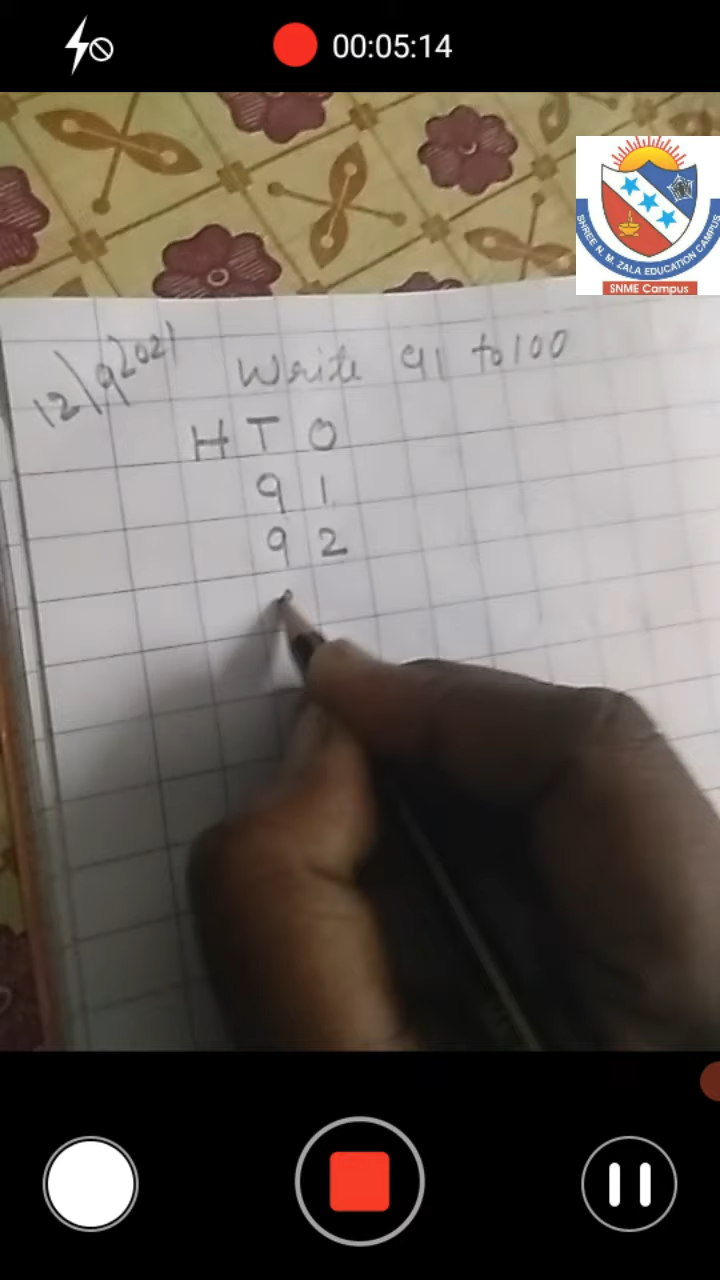 00:05:14
SHREE N. M. ZALA EDUCATION CAMPUS
SNME Campus
12\9\2021 Write 91 to 100
H T O
9 1
9 2